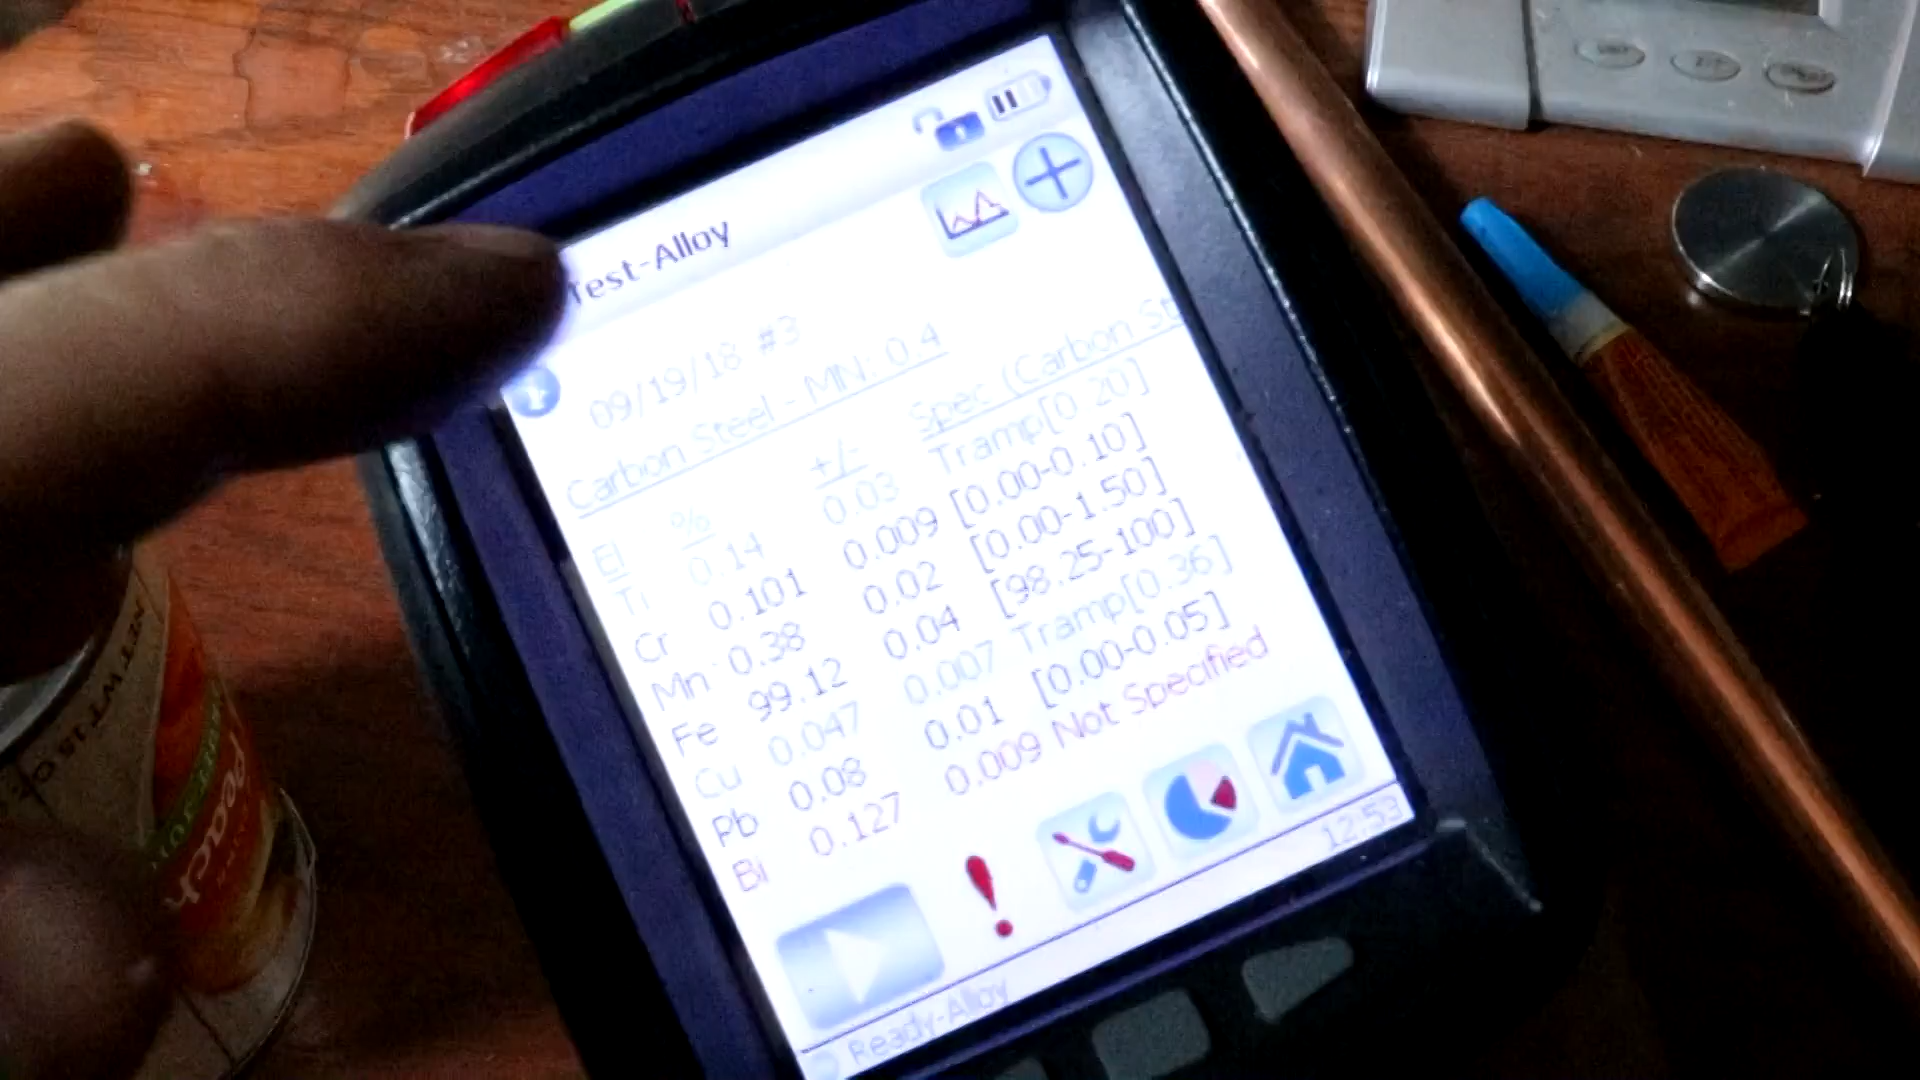 Test-Alloy
09/19/18 #3
Carbon Steel - MN: 0.4
El % +/- Spec (Carbon St
Ti 0.14 0.03 Tramp[0.20]
Cr 0.101 0.009 [0.00-0.10]
Mn 0.38 0.02 [0.00-1.50]
Fe 99.12 0.04 [98.25-100]
Cu 0.047 0.007 Tramp[0.36]
Pb 0.08 0.01 [0.00-0.05]
Bi 0.127 0.009 Not Specified
12:53
Ready-Alloy
Peach